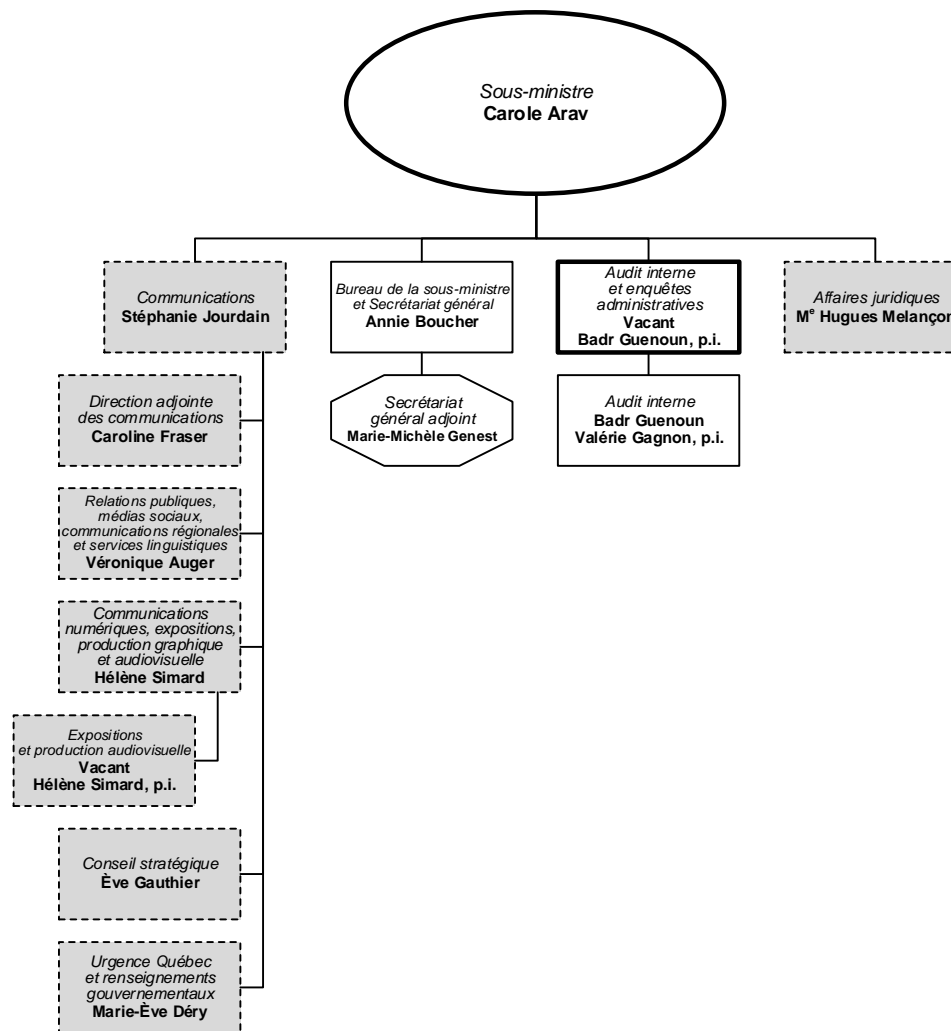 Sous-ministre
Carole Arav
Communications
Stéphanie Jourdain
Bureau de la sous-ministre
et Secrétariat général
Annie Boucher
Audit interne
et enquêtes
administratives
Vacant
Badr Guenoun, p.i.
Affaires juridiques
Me Hugues Melançon
Direction adjointe
des communications
Caroline Fraser
Secrétariat
général adjoint
Marie-Michèle Genest
Audit interne
Badr Guenoun
Valérie Gagnon, p.i.
Relations publiques,
médias sociaux,
communications régionales
et services linguistiques
Véronique Auger
Communications
numériques, expositions,
production graphique
et audiovisuelle
Hélène Simard
Expositions
et production audiovisuelle
Vacant
Hélène Simard, p.i.
Conseil stratégique
Ève Gauthier
Urgence Québec
et renseignements
gouvernementaux
Marie-Ève Déry